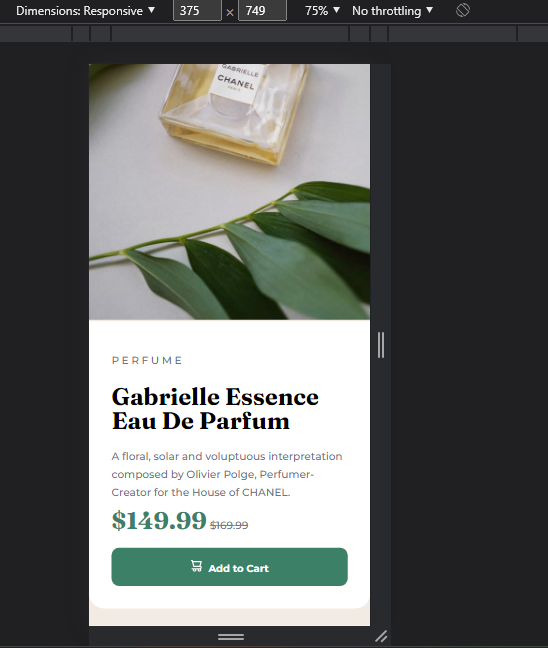 Dimensions: Responsive ▼ 375 × 749 75% ▼ No throttling ▼
GABRIELLE
CHANEL
PARIS
PERFUME
Gabrielle Essence
Eau De Parfum
A floral, solar and voluptuous interpretation
composed by Olivier Polge, Perfumer-
Creator for the House of CHANEL.
$149.99 $169.99
Add to Cart